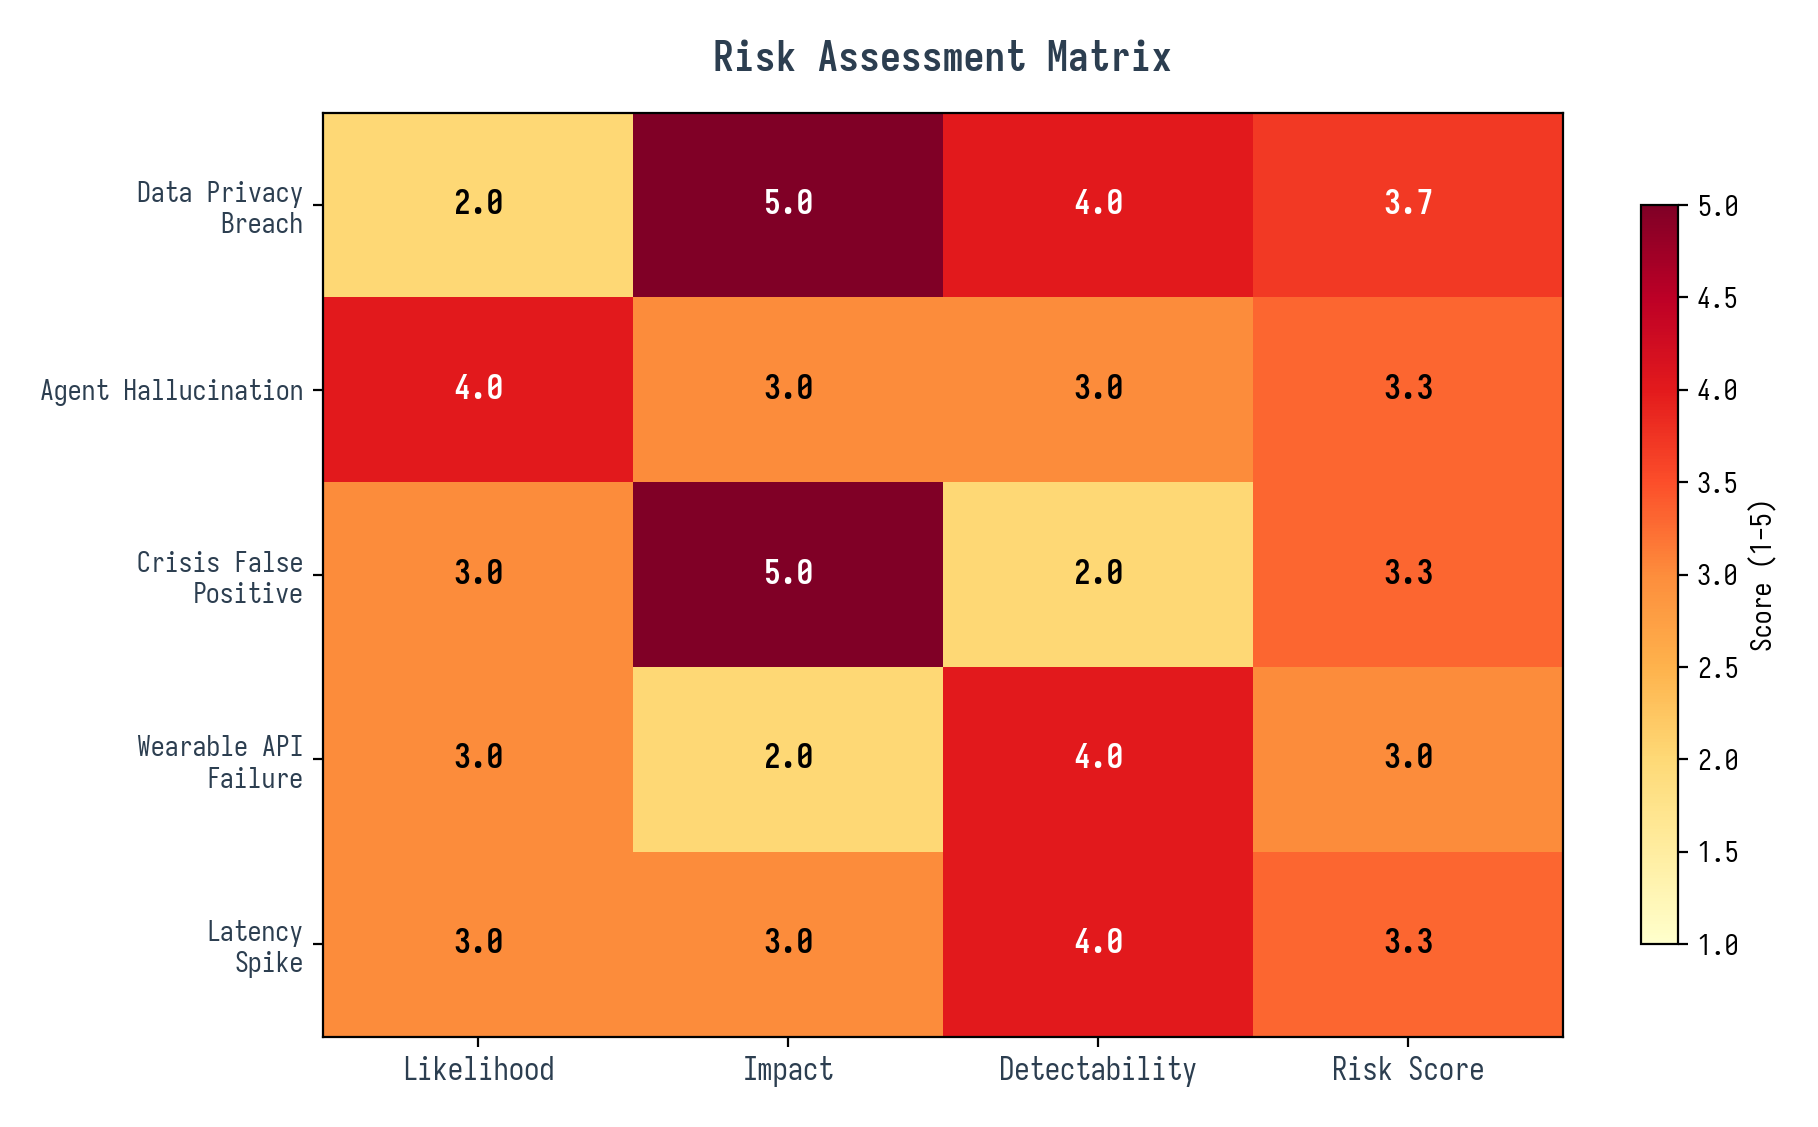 Risk Assessment Matrix
Data Privacy
Breach
2.0 5.0 4.0 3.7
Agent Hallucination
4.0 3.0 3.0 3.3
Crisis False
Positive
3.0 5.0 2.0 3.3
Wearable API
Failure
3.0 2.0 4.0 3.0
Latency
Spike
3.0 3.0 4.0 3.3
Likelihood Impact Detectability Risk Score
5.0
4.5
4.0
3.5
3.0
2.5
2.0
1.5
1.0
Score (1-5)